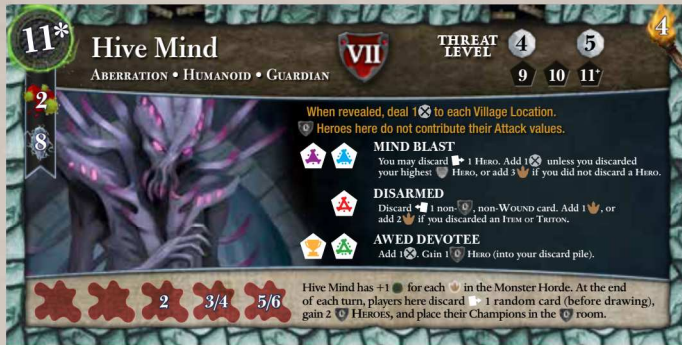 11*
Hive Mind
VII
THREAT
LEVEL
4
5
9
10
11+
4
ABERRATION • HUMANOID • GUARDIAN
2
8
When revealed, deal 1 to each Village Location.
0 Heroes here do not contribute their Attack values.
MIND BLAST
You may discard 1 HERO. Add 1 unless you discarded
your highest HERO, or add 3 if you did not discard a HERO.
DISARMED
Discard 1 non-0, non-WOUND card. Add 1, or
add 2 if you discarded an ITEM or TRITON.
AWED DEVOTEE
Add 1. Gain 1 0 HERO (into your discard pile).
2
3/4
5/6
Hive Mind has +1 for each in the Monster Horde. At the end
of each turn, players here discard 1 random card (before drawing),
gain 2 0 HEROES, and place their Champions in the 0 room.